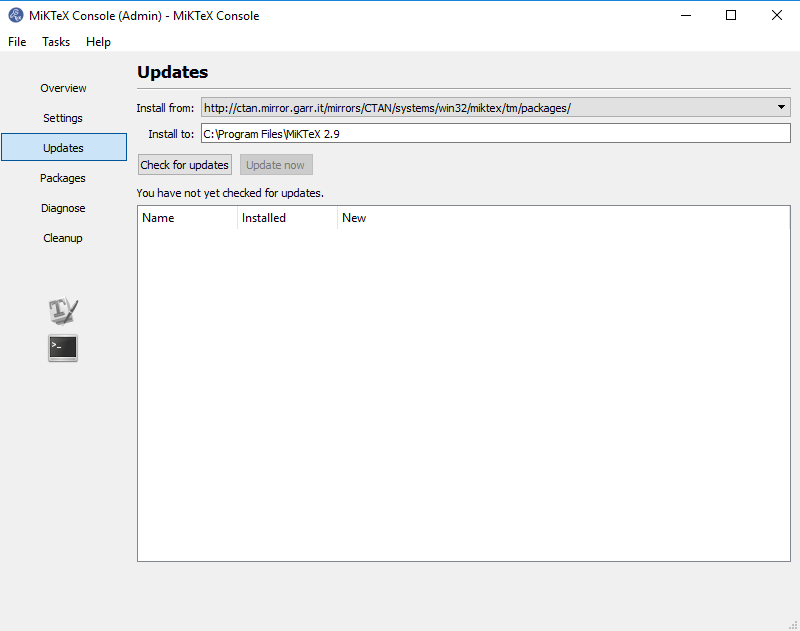 MiKTeX Console (Admin) - MiKTeX Console
File Tasks Help
Overview
Settings
Updates
Packages
Diagnose
Cleanup
Updates
Install from: http://ctan.mirror.garr.it/mirrors/CTAN/systems/win32/miktex/tm/packages/
Install to: C:\Program Files\MiKTeX 2.9
Check for updates Update now
You have not yet checked for updates.
Name Installed New